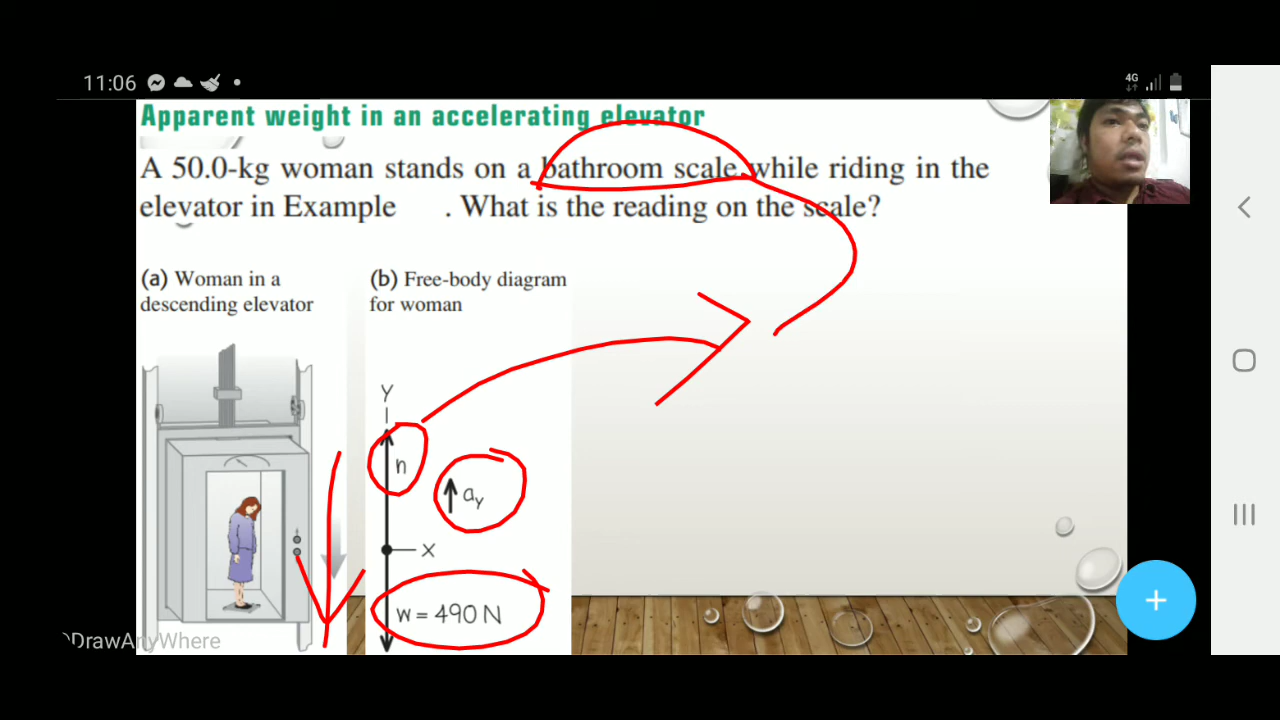 11:06
4G
Apparent weight in an accelerating elevator
A 50.0-kg woman stands on a bathroom scale while riding in the
elevator in Example . What is the reading on the scale?
(a) Woman in a
descending elevator
(b) Free-body diagram
for woman
Y
n
aY
X
w = 490 N
DrawAnyWhere